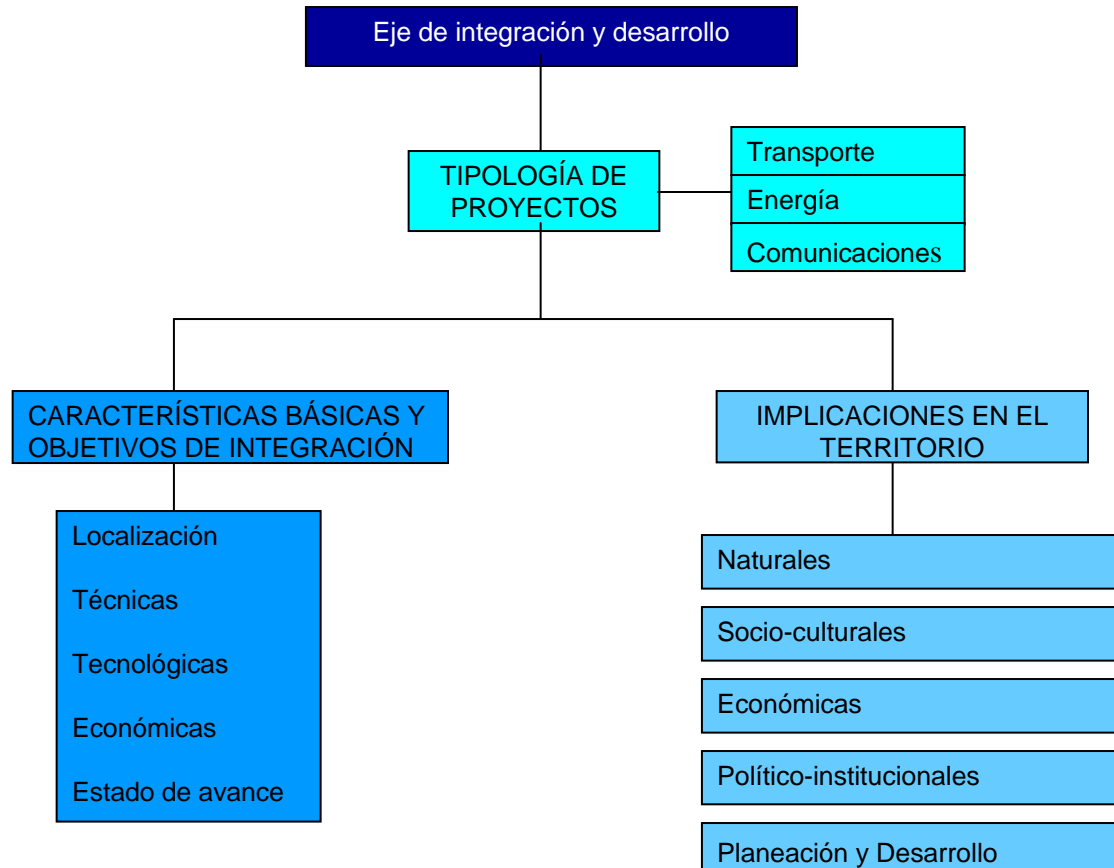 Eje de integración y desarrollo
TIPOLOGÍA DE
PROYECTOS
Transporte
Energía
Comunicaciones
CARACTERÍSTICAS BÁSICAS Y
OBJETIVOS DE INTEGRACIÓN
Localización
Técnicas
Tecnológicas
Económicas
Estado de avance
IMPLICACIONES EN EL
TERRITORIO
Naturales
Socio-culturales
Económicas
Político-institucionales
Planeación y Desarrollo